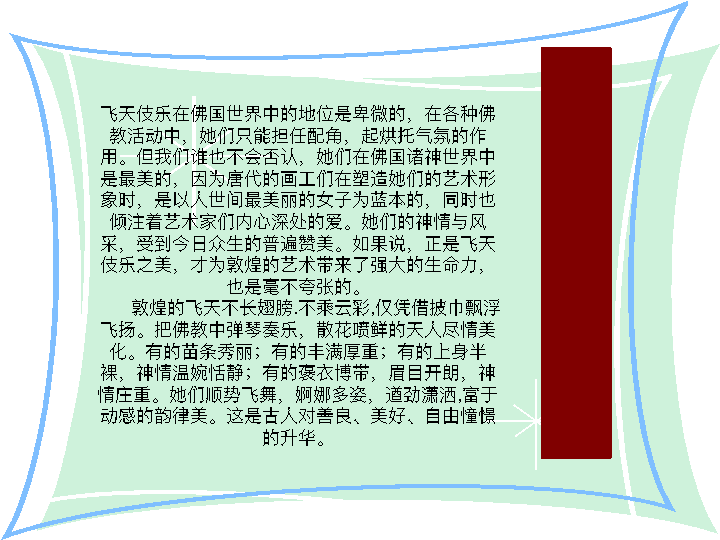 飞天伎乐在佛国世界中的地位是卑微的，在各种佛
教活动中，她们只能担任配角，起烘托气氛的作
用。但我们谁也不会否认，她们在佛国诸神世界中
是最美的，因为唐代的画工们在塑造她们的艺术形
象时，是以人世间最美丽的女子为蓝本的，同时也
倾注着艺术家们内心深处的爱。她们的神情与风
采，受到今日众生的普遍赞美。如果说，正是飞天
伎乐之美，才为敦煌的艺术带来了强大的生命力，
也是毫不夸张的。
敦煌的飞天不长翅膀.不乘云彩,仅凭借披巾飘浮
飞扬。把佛教中弹琴奏乐，散花喷鲜的天人尽情美
化。有的苗条秀丽；有的丰满厚重；有的上身半
裸，神情温婉恬静；有的褒衣博带，眉目开朗，神
情庄重。她们顺势飞舞，婀娜多姿，遒劲潇洒,富于
动感的韵律美。这是古人对善良、美好、自由憧憬
的升华。